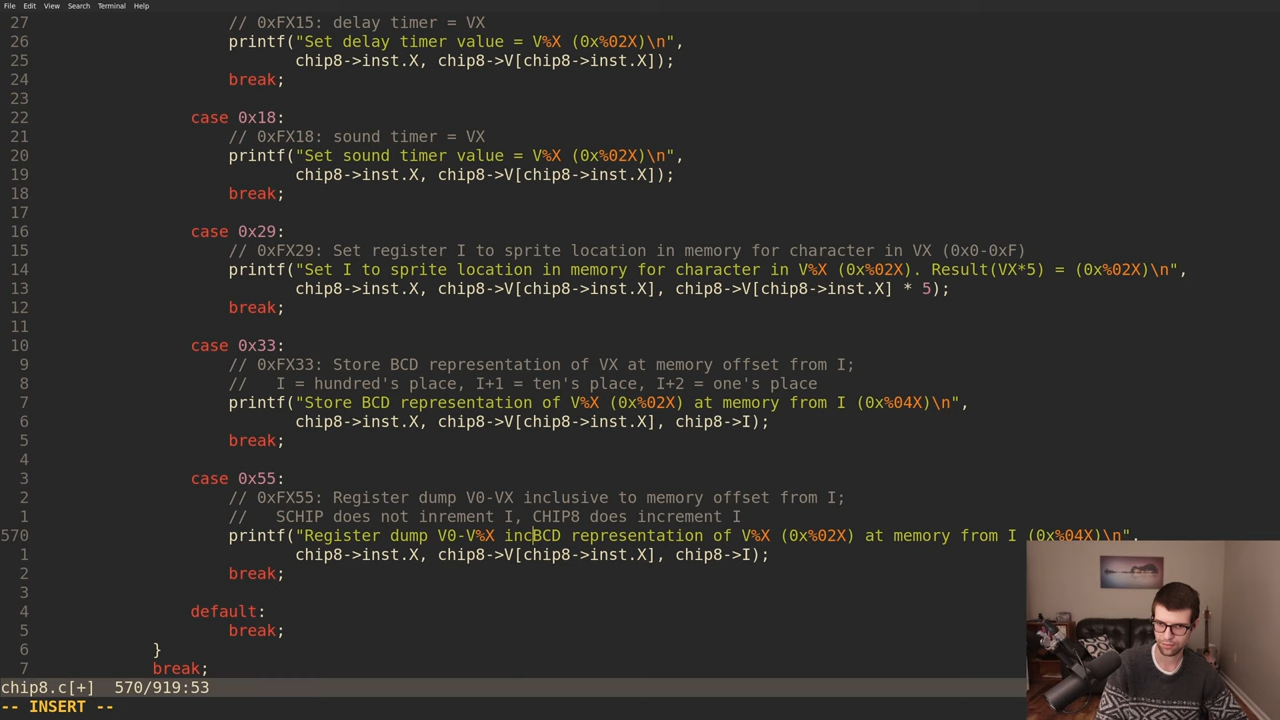 File Edit View Search Terminal Help
27 // 0xFX15: delay timer = VX
26 printf("Set delay timer value = V%X (0x%02X)\n",
25 chip8->inst.X, chip8->V[chip8->inst.X]);
24 break;
23
22 case 0x18:
21 // 0xFX18: sound timer = VX
20 printf("Set sound timer value = V%X (0x%02X)\n",
19 chip8->inst.X, chip8->V[chip8->inst.X]);
18 break;
17
16 case 0x29:
15 // 0xFX29: Set register I to sprite location in memory for character in VX (0x0-0xF)
14 printf("Set I to sprite location in memory for character in V%X (0x%02X). Result(VX*5) = (0x%02X)\n",
13 chip8->inst.X, chip8->V[chip8->inst.X], chip8->V[chip8->inst.X] * 5);
12 break;
11
10 case 0x33:
9 // 0xFX33: Store BCD representation of VX at memory offset from I;
8 // I = hundred's place, I+1 = ten's place, I+2 = one's place
7 printf("Store BCD representation of V%X (0x%02X) at memory from I (0x%04X)\n",
6 chip8->inst.X, chip8->V[chip8->inst.X], chip8->I);
5 break;
4
3 case 0x55:
2 // 0xFX55: Register dump V0-VX inclusive to memory offset from I;
1 // SCHIP does not inrement I, CHIP8 does increment I
570 printf("Register dump V0-V%X incBCD representation of V%X (0x%02X) at memory from I (0x%04X)\n",
1 chip8->inst.X, chip8->V[chip8->inst.X], chip8->I);
2 break;
3
4 default:
5 break;
6 }
7 break;
chip8.c[+] 570/919:53
-- INSERT --